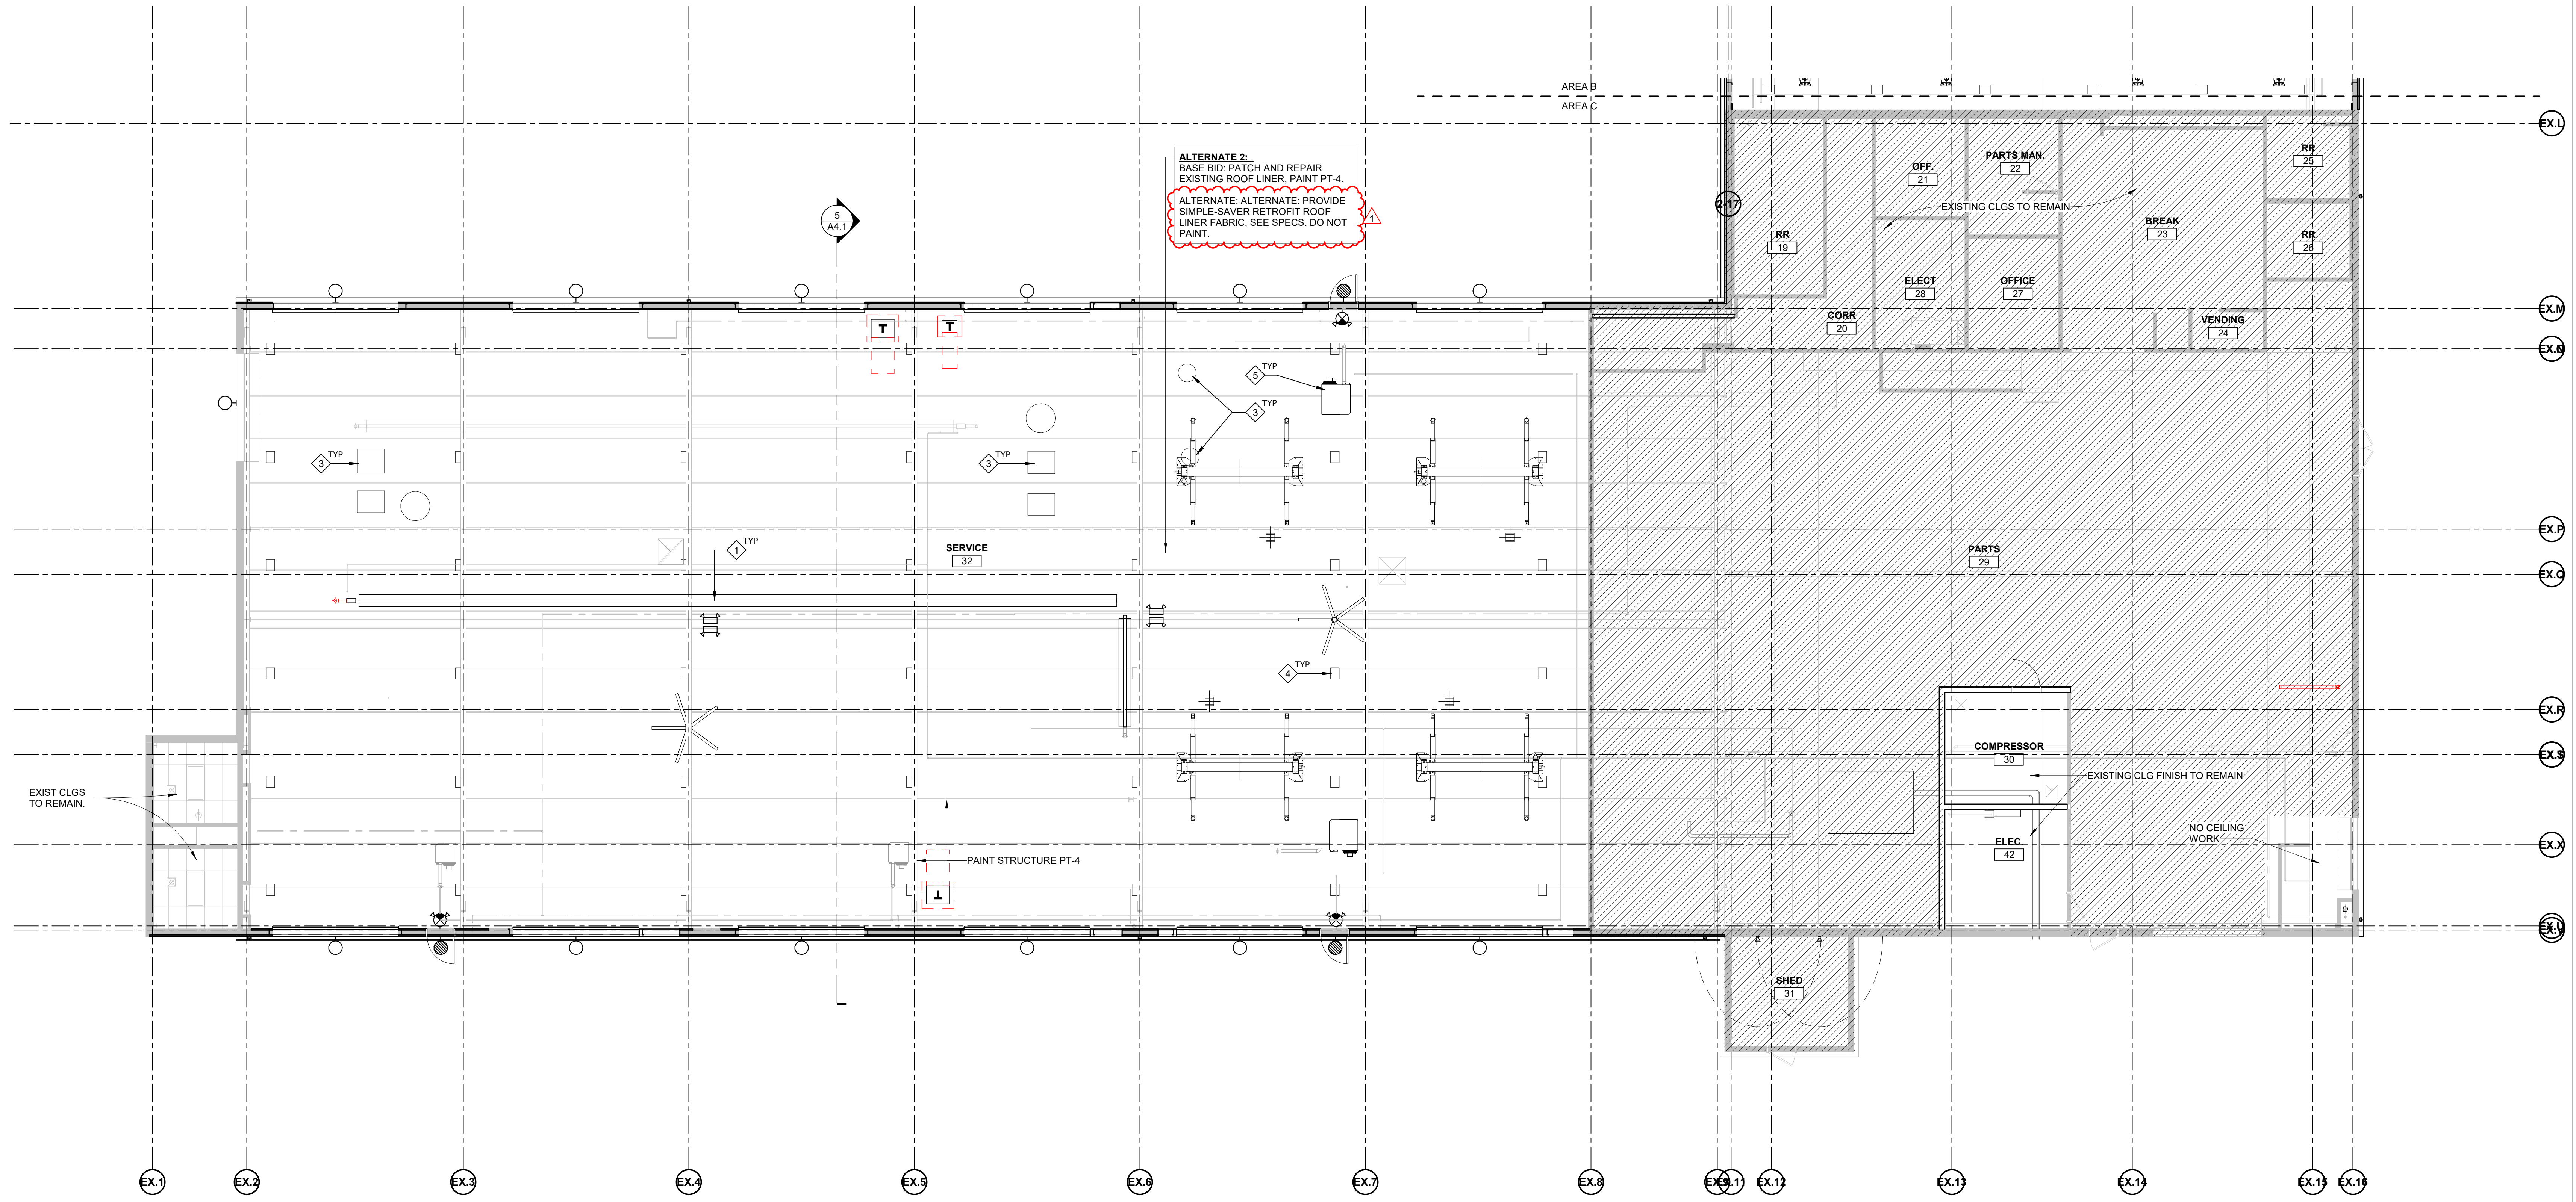 AREA B
AREA C
EX.L
ALTERNATE 2:
BASE BID: PATCH AND REPAIR
EXISTING ROOF LINER, PAINT PT-4.
ALTERNATE: ALTERNATE: PROVIDE
SIMPLE-SAVER RETROFIT ROOF
LINER FABRIC, SEE SPECS. DO NOT
PAINT.
1
5
A4.1
2-17
RR
19
OFF.
21
PARTS MAN.
22
EXISTING CLGS TO REMAIN
BREAK
23
RR
25
RR
26
ELECT
28
OFFICE
27
CORR
20
VENDING
24
EX.M
T
T
5
TYP
3
TYP
3
TYP
3
TYP
EX.P
1
TYP
SERVICE
32
PARTS
29
EX.Q
4
TYP
EX.R
COMPRESSOR
30
EXISTING CLG FINISH TO REMAIN
EXIST CLGS
TO REMAIN.
NO CEILING
WORK
ELEC.
42
EX.X
PAINT STRUCTURE PT-4
T
D
SHED
31
EX.1
EX.2
EX.3
EX.4
EX.5
EX.6
EX.7
EX.8
EX.11
EX.12
EX.13
EX.14
EX.15
EX.16